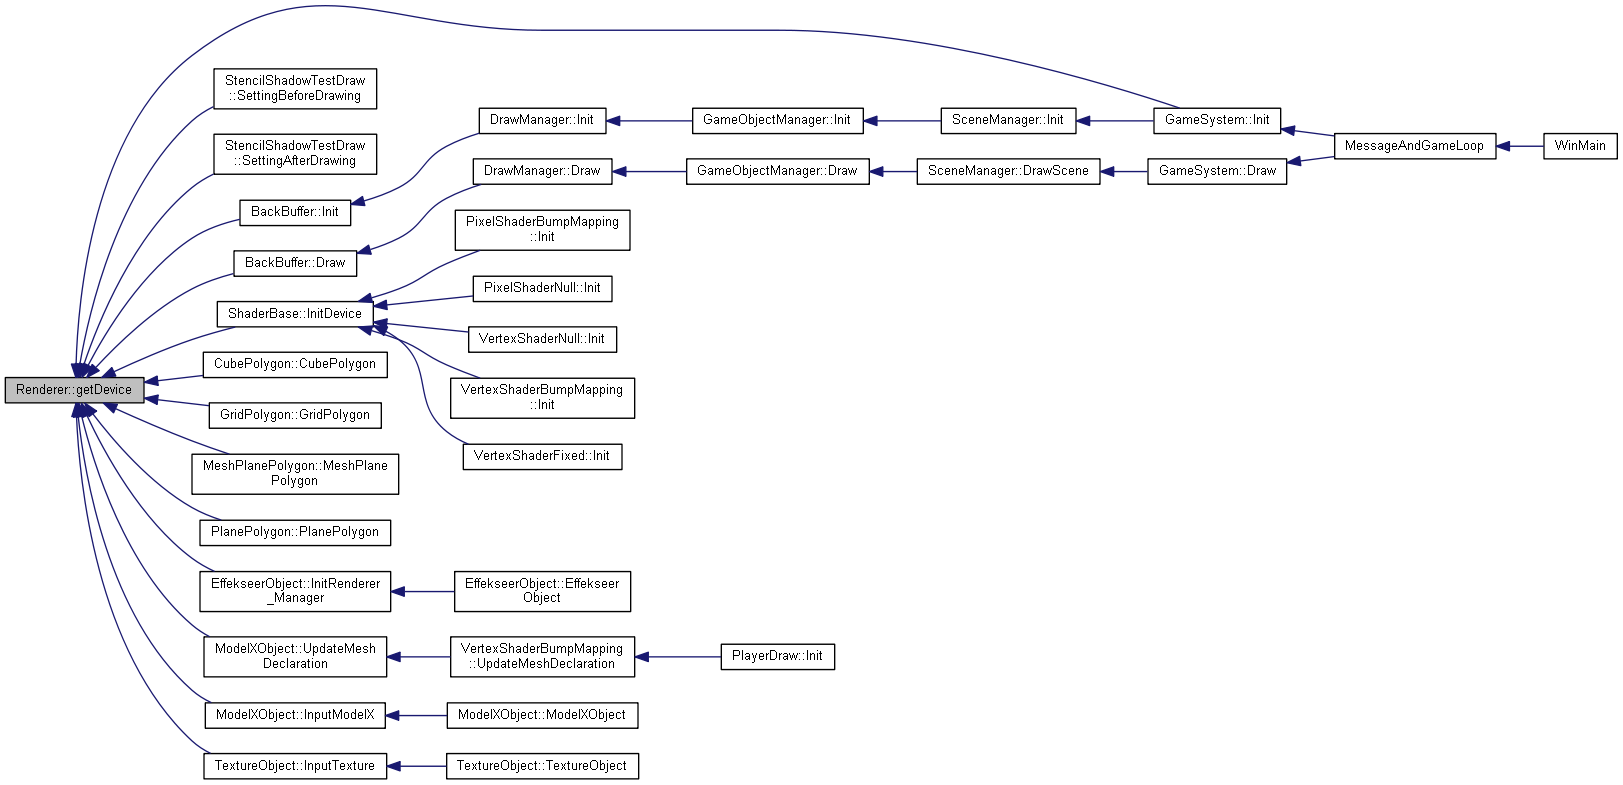 StencilShadowTestDraw
::SettingBeforeDrawing
StencilShadowTestDraw
::SettingAfterDrawing
BackBuffer::Init
BackBuffer::Draw
ShaderBase::InitDevice
CubePolygon::CubePolygon
Renderer::getDevice
GridPolygon::GridPolygon
MeshPlanePolygon::MeshPlane
Polygon
PlanePolygon::PlanePolygon
EffekseerObject::InitRenderer
_Manager
ModelXObject::UpdateMesh
Declaration
ModelXObject::InputModelX
TextureObject::InputTexture
DrawManager::Init
DrawManager::Draw
PixelShaderBumpMapping
::Init
PixelShaderNull::Init
VertexShaderNull::Init
VertexShaderBumpMapping
::Init
VertexShaderFixed::Init
EffekseerObject::Effekseer
Object
VertexShaderBumpMapping
::UpdateMeshDeclaration
ModelXObject::ModelXObject
TextureObject::TextureObject
GameObjectManager::Init
GameObjectManager::Draw
PlayerDraw::Init
SceneManager::Init
SceneManager::DrawScene
GameSystem::Init
GameSystem::Draw
MessageAndGameLoop
WinMain